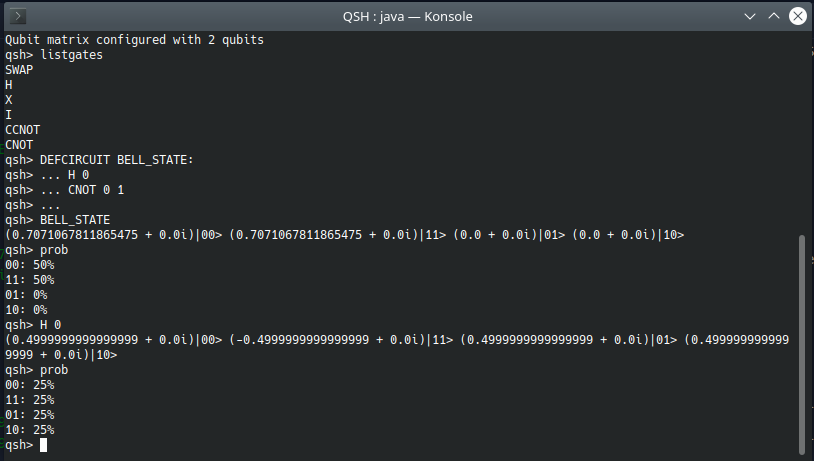 QSH : java — Konsole
Qubit matrix configured with 2 qubits
qsh> listgates
SWAP
H
X
I
CCNOT
CNOT
qsh> DEFCIRCUIT BELL_STATE:
qsh> ... H 0
qsh> ... CNOT 0 1
qsh> ...
qsh> BELL_STATE
(0.7071067811865475 + 0.0i)|00> (0.7071067811865475 + 0.0i)|11> (0.0 + 0.0i)|01> (0.0 + 0.0i)|10>
qsh> prob
00: 50%
11: 50%
01: 0%
10: 0%
qsh> H 0
(0.4999999999999999 + 0.0i)|00> (-0.4999999999999999 + 0.0i)|11> (0.4999999999999999 + 0.0i)|01> (0.499999999999
9999 + 0.0i)|10>
qsh> prob
00: 25%
11: 25%
01: 25%
10: 25%
qsh>